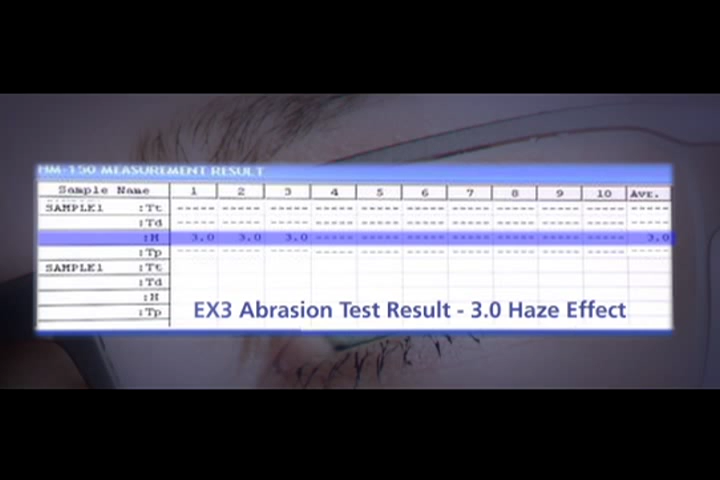 HM-150 MEASUREMENT RESULT
Sample Name 1 2 3 4 5 6 7 8 9 10 Ave.
SAMPLE1 :Tt ----- ----- ----- ----- ----- ----- ----- ----- ----- ----- -----
:Td ----- ----- ----- ----- ----- ----- ----- ----- ----- ----- -----
:H 3.0 3.0 3.0 ----- ----- ----- ----- ----- ----- ----- 3.0
:Tp ----- ----- ----- ----- ----- ----- ----- ----- ----- ----- -----
SAMPLE1 :Tt
:Td
:H
:Tp
EX3 Abrasion Test Result - 3.0 Haze Effect